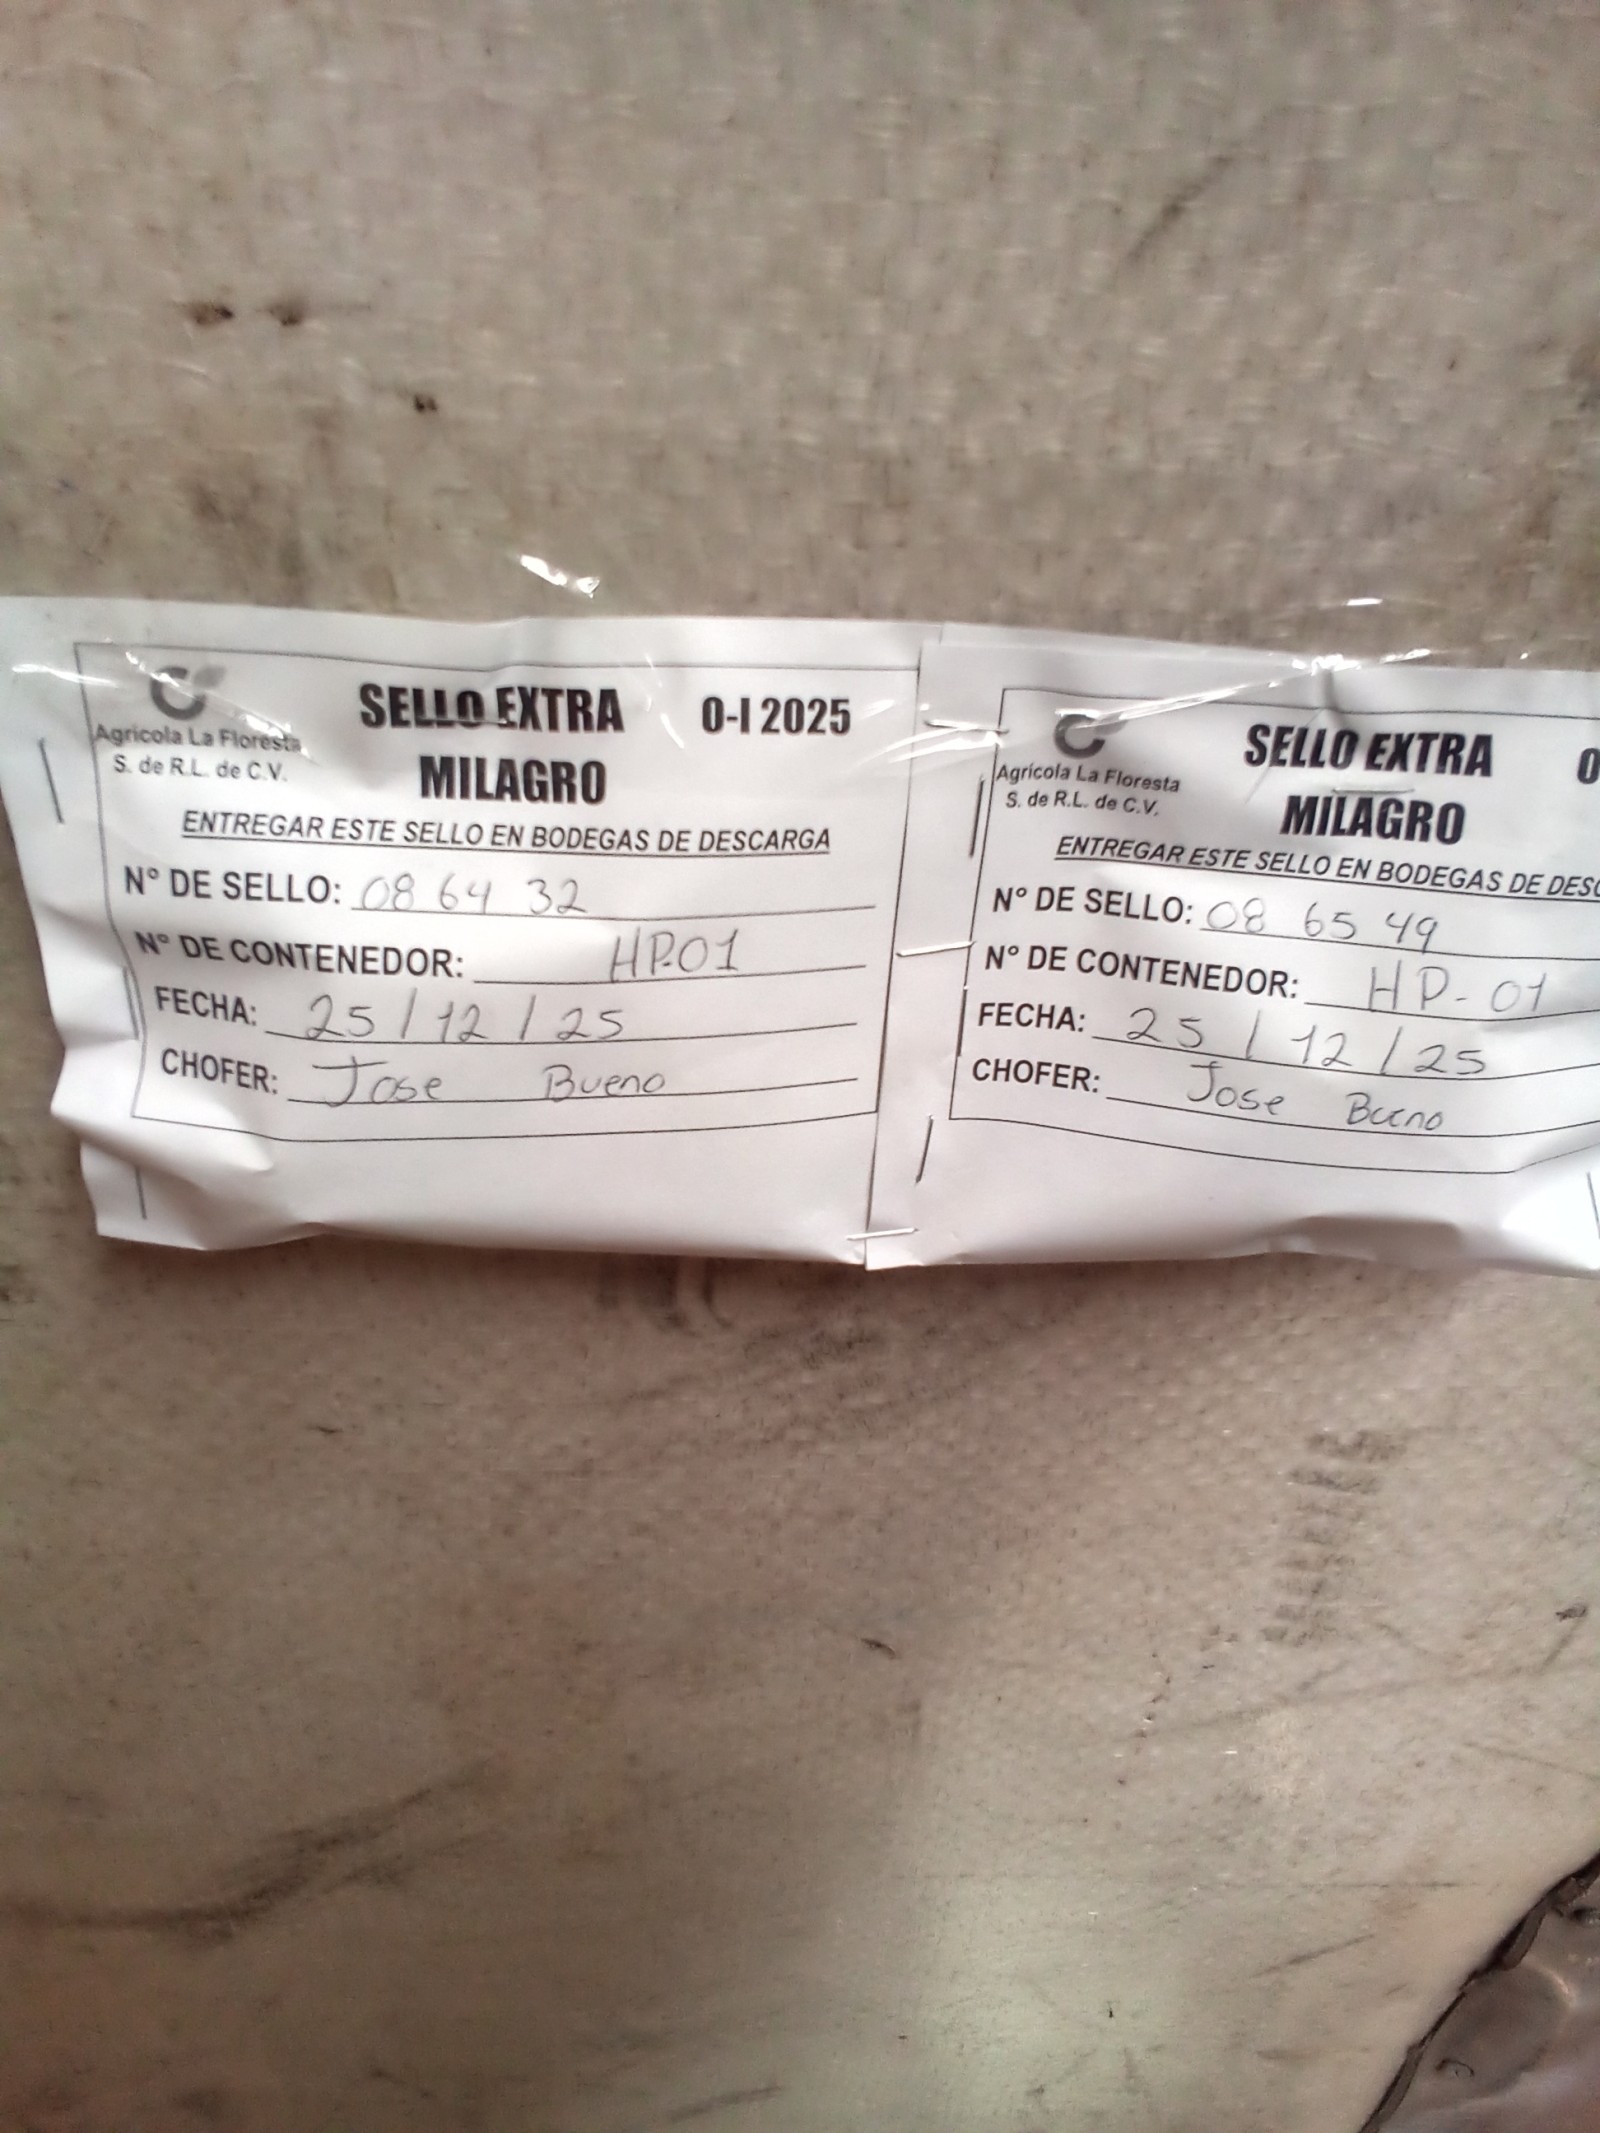 Agrícola La Floresta
S. de R.L. de C.V.
SELLO EXTRA 0-I 2025
MILAGRO
ENTREGAR ESTE SELLO EN BODEGAS DE DESCARGA
N° DE SELLO: 08 64 32
N° DE CONTENEDOR: HP-01
FECHA: 25/12/25
CHOFER: Jose Bueno
Agrícola La Floresta
S. de R.L. de C.V.
SELLO EXTRA 0
MILAGRO
ENTREGAR ESTE SELLO EN BODEGAS DE DESC
N° DE SELLO: 08 65 49
N° DE CONTENEDOR: HP-01
FECHA: 25/12/25
CHOFER: Jose Bueno